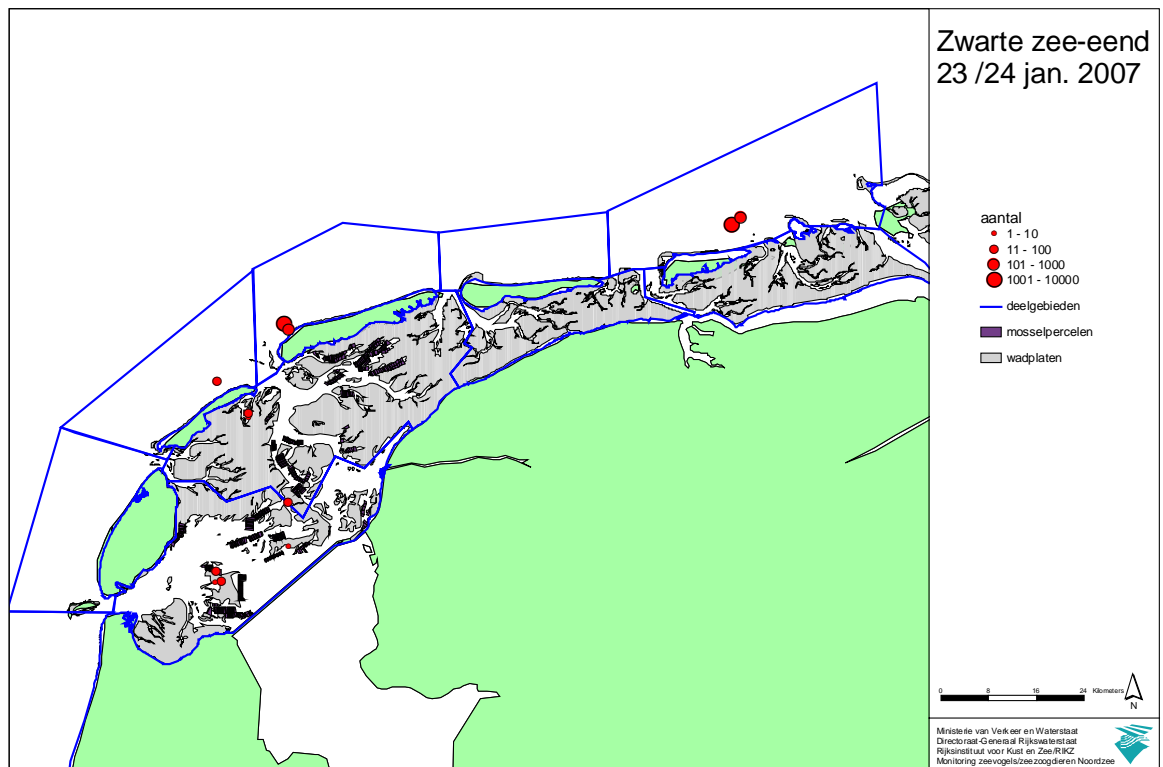 Zwarte zee-eend
23 /24 jan. 2007
aantal
1 - 10
11 - 100
101 - 1000
1001 - 10000
deelgebieden
mosselpercelen
wadplaten
0 8 16 24 Kilometers
N
Ministerie van Verkeer en Waterstaat
Directoraat-Generaal Rijkswaterstaat
Rijksinstituut voor Kust en Zee/RIKZ
Monitoring zeevogels/zeezoogdieren Noordzee